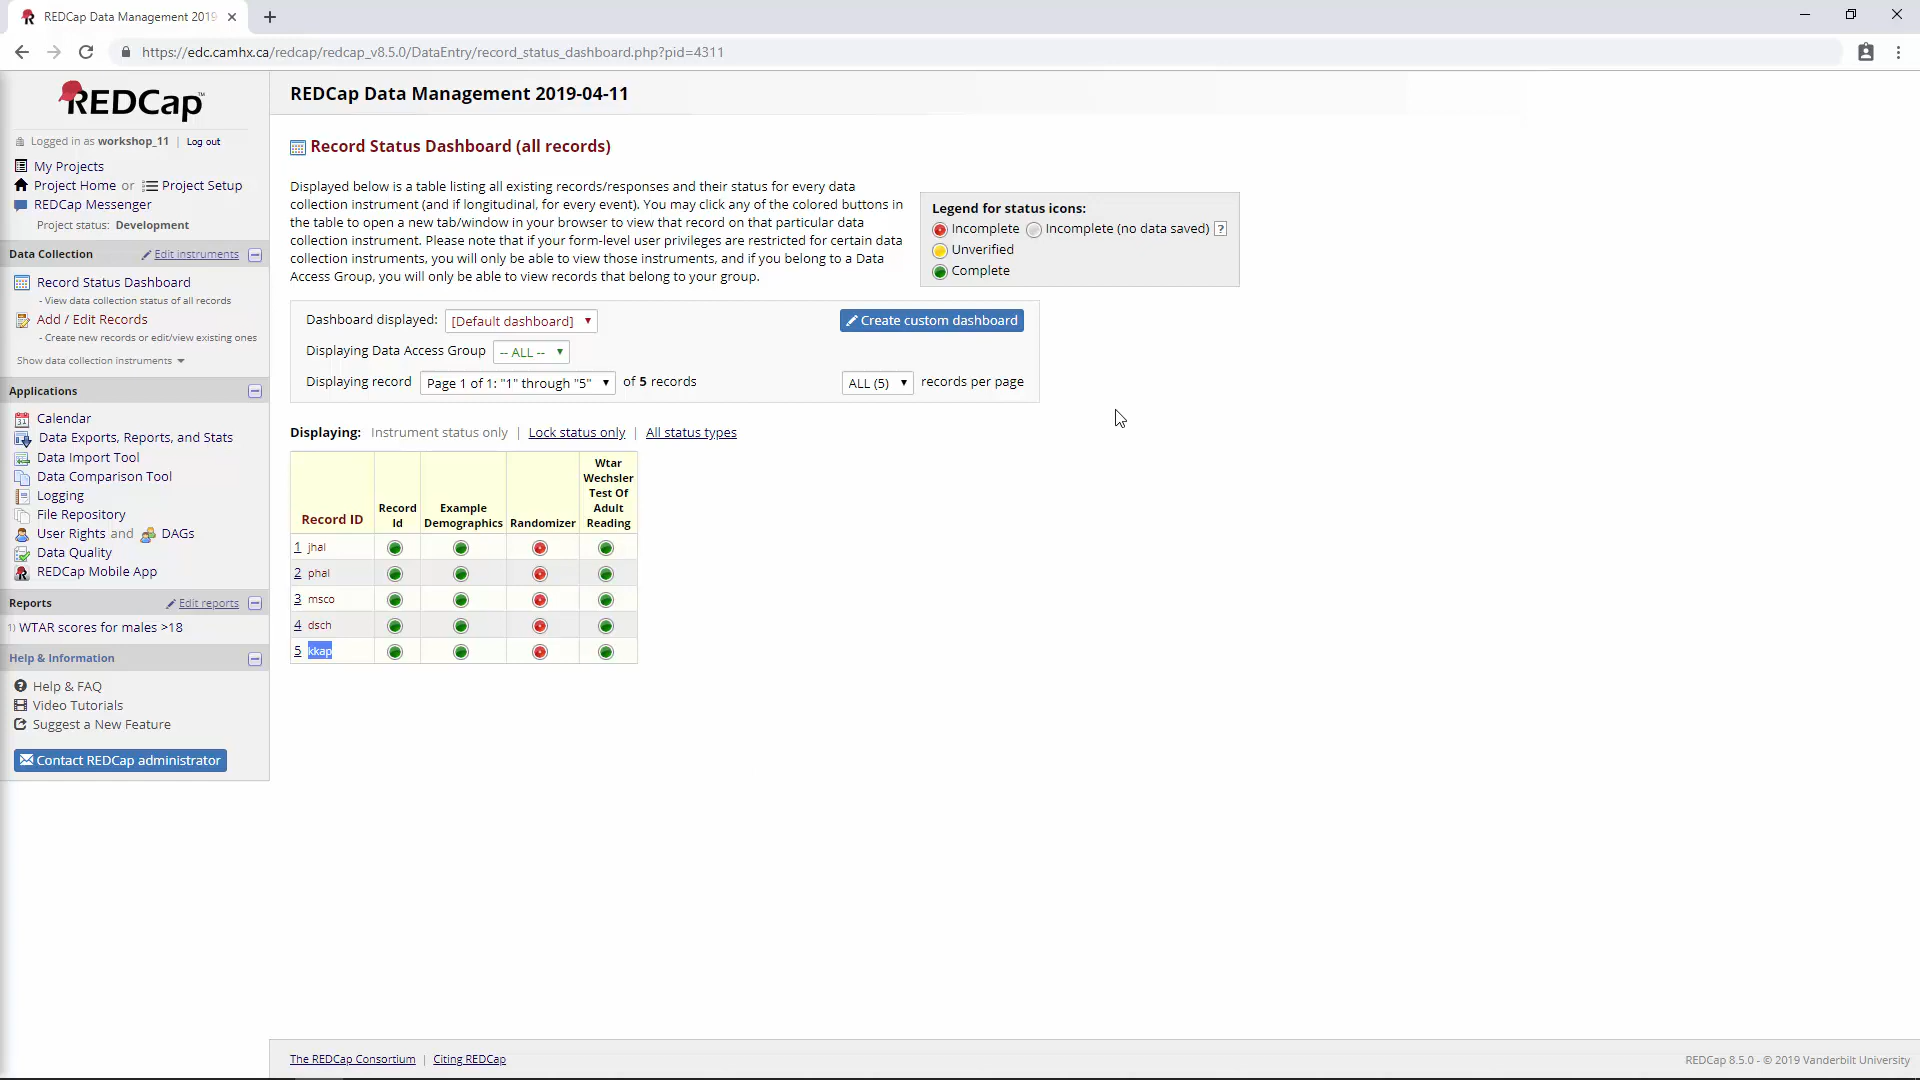 REDCap Data Management 2019
https://edc.camhx.ca/redcap/redcap_v8.5.0/DataEntry/record_status_dashboard.php?pid=4311
REDCap™
Logged in as workshop_11 | Log out
My Projects
Project Home or Project Setup
REDCap Messenger
Project status: Development
Data Collection Edit instruments
Record Status Dashboard
- View data collection status of all records
Add / Edit Records
- Create new records or edit/view existing ones
Show data collection instruments
Applications
31 Calendar
Data Exports, Reports, and Stats
Data Import Tool
Data Comparison Tool
Logging
File Repository
User Rights and DAGs
Data Quality
REDCap Mobile App
Reports Edit reports
1) WTAR scores for males >18
Help & Information
Help & FAQ
Video Tutorials
Suggest a New Feature
Contact REDCap administrator
REDCap Data Management 2019-04-11
Record Status Dashboard (all records)
Displayed below is a table listing all existing records/responses and their status for every data
collection instrument (and if longitudinal, for every event). You may click any of the colored buttons in
the table to open a new tab/window in your browser to view that record on that particular data
collection instrument. Please note that if your form-level user privileges are restricted for certain data
collection instruments, you will only be able to view those instruments, and if you belong to a Data
Access Group, you will only be able to view records that belong to your group.
Legend for status icons:
Incomplete Incomplete (no data saved) ?
Unverified
Complete
Dashboard displayed: [Default dashboard] Create custom dashboard
Displaying Data Access Group -- ALL --
Displaying record Page 1 of 1: "1" through "5" of 5 records ALL (5) records per page
Displaying: Instrument status only | Lock status only | All status types
Record ID
Record
Id
Example
Demographics
Randomizer
Wtar
Wechsler
Test Of
Adult
Reading
1 jhal
2 phal
3 msco
4 dsch
5 kkap
The REDCap Consortium | Citing REDCap
REDCap 8.5.0 - © 2019 Vanderbilt University